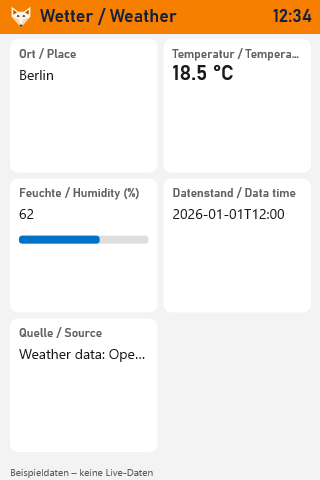 Wetter / Weather 12:34
Ort / Place
Berlin
Temperatur / Tempera...
18.5 °C
Feuchte / Humidity (%)
62
Datenstand / Data time
2026-01-01T12:00
Quelle / Source
Weather data: Ope...
Beispieldaten – keine Live-Daten